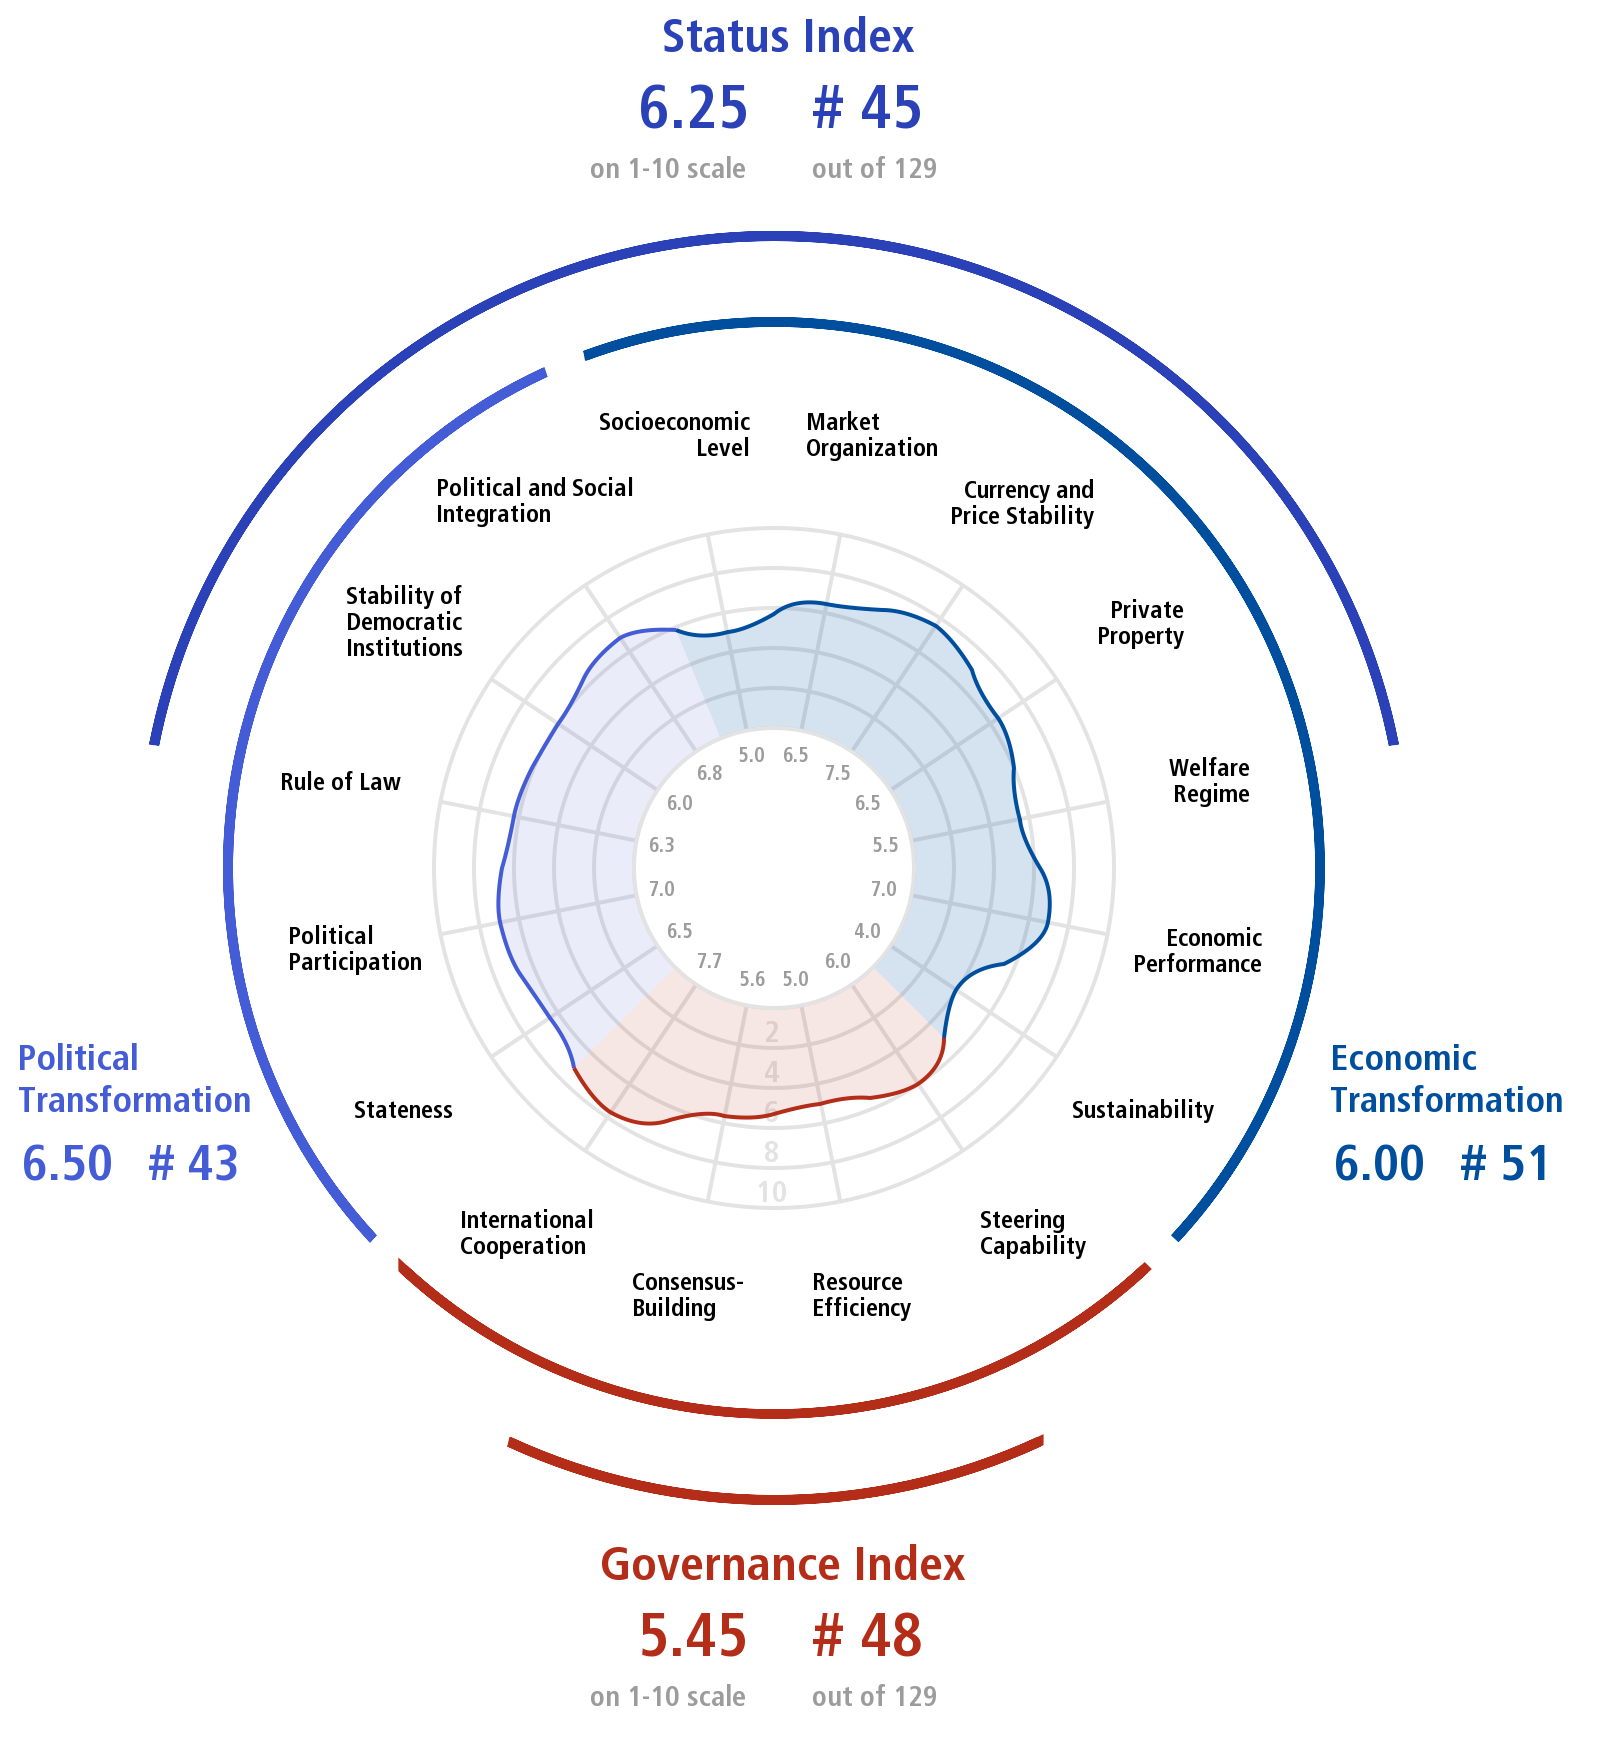 Status Index
6.25 # 45
on 1-10 scale out of 129
Socioeconomic
Level
Market
Organization
Political and Social
Integration
Currency and
Price Stability
Stability of
Democratic
Institutions
Private
Property
Rule of Law
Welfare
Regime
Political
Participation
Economic
Performance
Stateness
Sustainability
International
Cooperation
Steering
Capability
Consensus-
Building
Resource
Efficiency
5.0 6.5
6.8 7.5
6.0 6.5
6.3 5.5
7.0 7.0
6.5 4.0
7.7 6.0
5.6 5.0
2
4
6
8
10
Political
Transformation
6.50 # 43
Economic
Transformation
6.00 # 51
Governance Index
5.45 # 48
on 1-10 scale out of 129